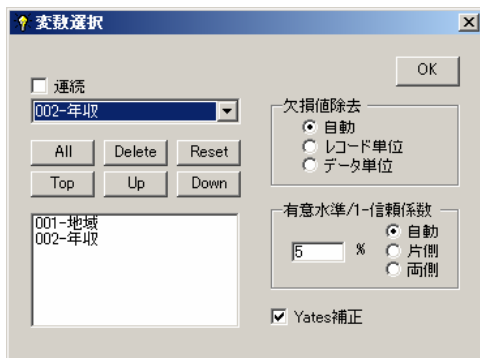 変数選択
OK
連続
002-年収
All Delete Reset
Top Up Down
001-地域
002-年収
欠損値除去
自動
レコード単位
データ単位
有意水準/1-信頼係数
5 %
自動
片側
両側
Yates補正